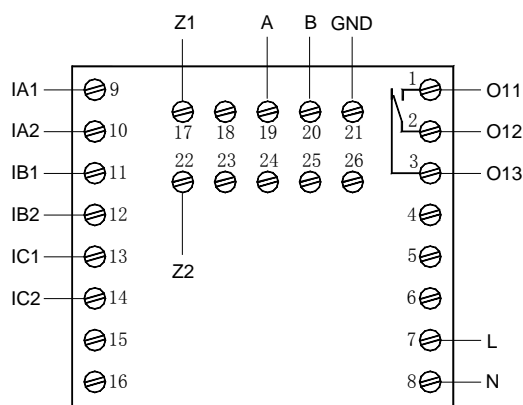 Z1 A B GND
IA1 9 1 O11
17 18 19 20 21
IA2 10 2 O12
22 23 24 25 26
IB1 11 3 O13
IB2 12 4
Z2
IC1 13 5
IC2 14 6
15 7 L
16 8 N